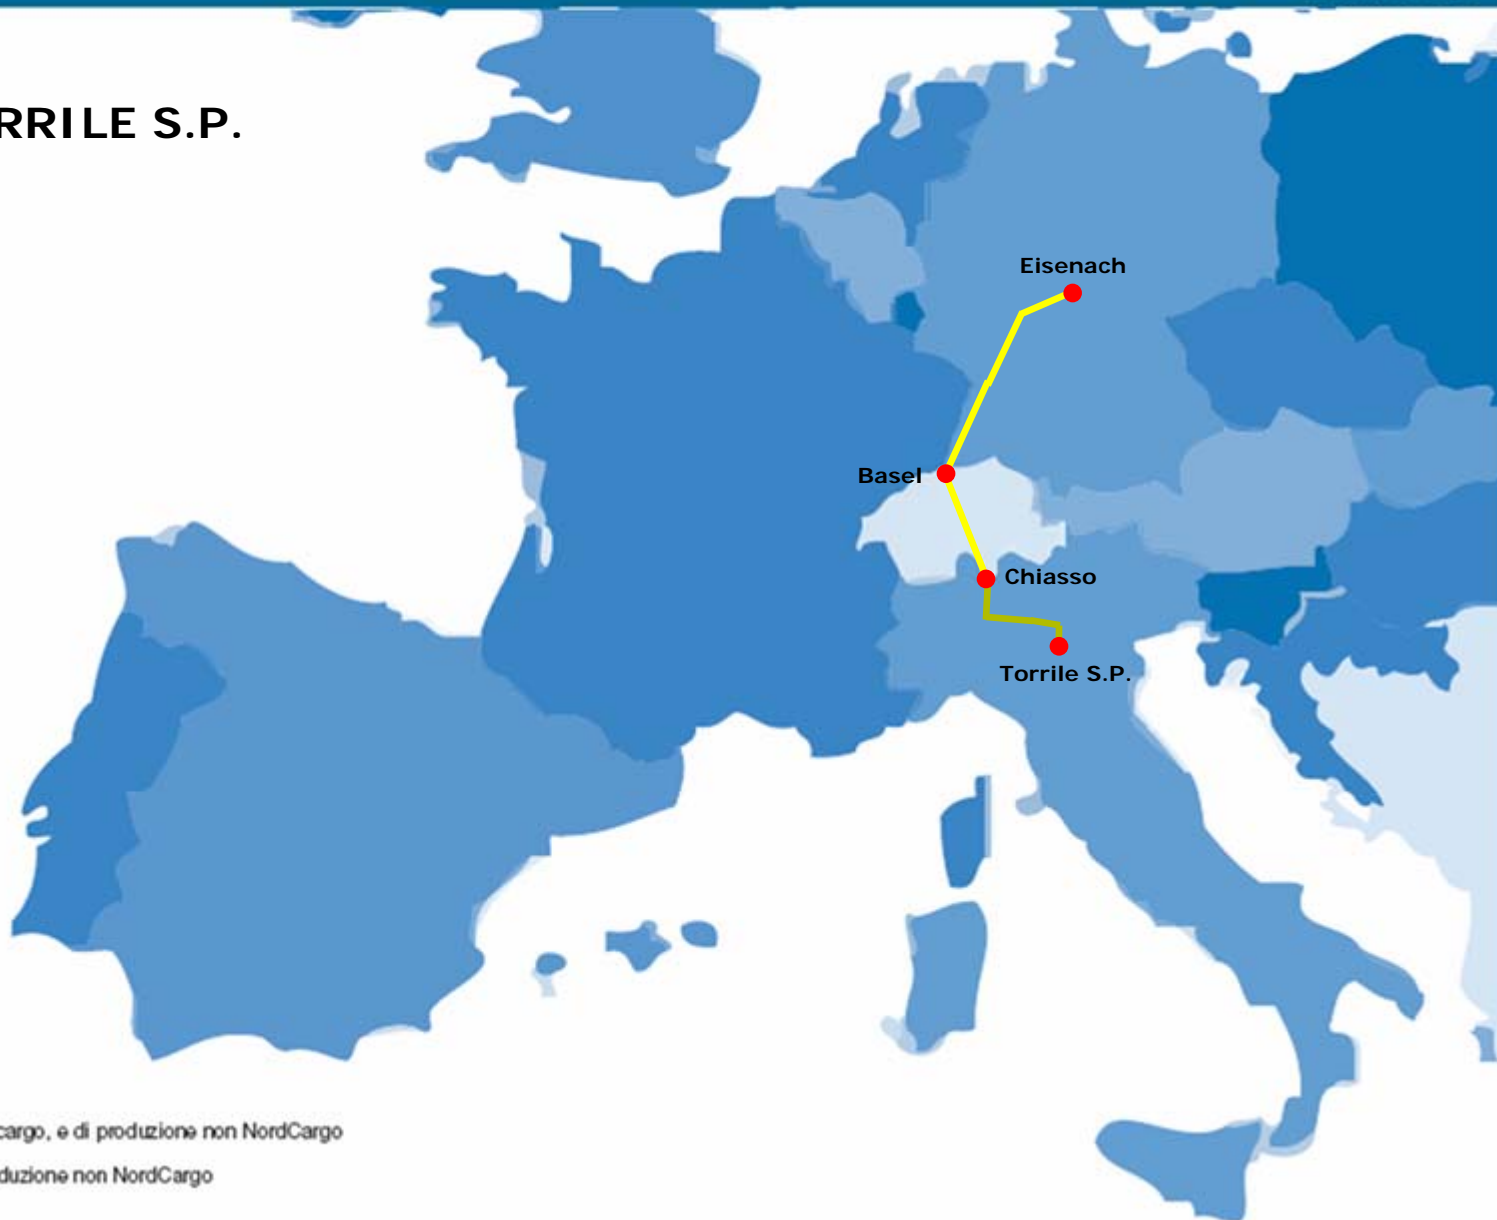 RRILE S.P.
Eisenach
Basel
Chiasso
Torrile S.P.
cargo, e di produzione non NordCargo
duzione non NordCargo